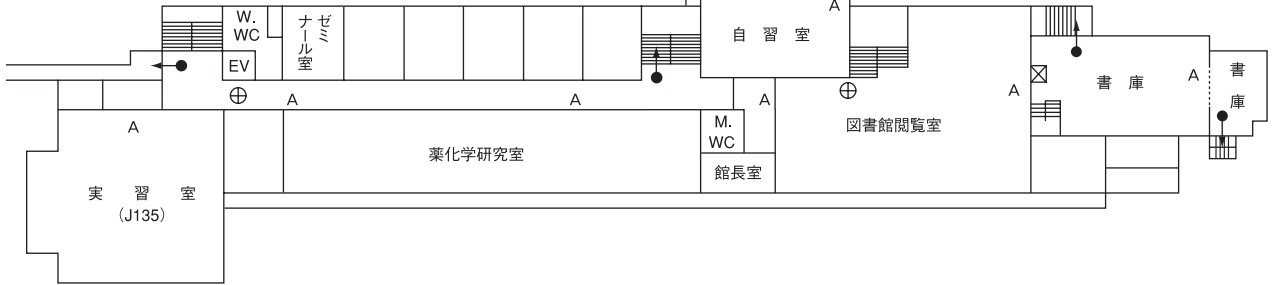 W.
WC
ゼミ
ナール室
EV
A
A
A
実習室
(J135)
薬化学研究室
M.
WC
館長室
A
自習室
A
図書館閲覧室
A
書庫
A
書庫